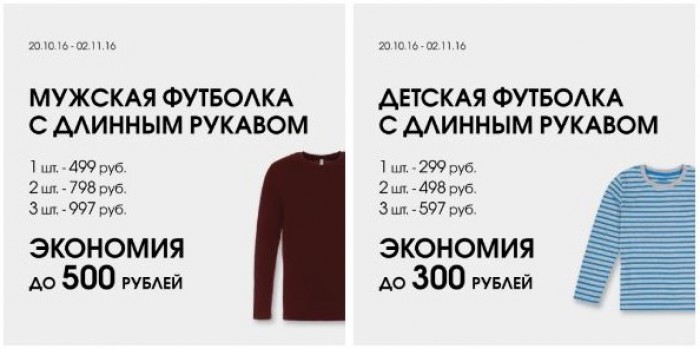 20.10.16 - 02.11.16
МУЖСКАЯ ФУТБОЛКА
С ДЛИННЫМ РУКАВОМ
1 шт. - 499 руб.
2 шт. - 798 руб.
3 шт. - 997 руб.
ЭКОНОМИЯ
ДО 500 РУБЛЕЙ
20.10.16 - 02.11.16
ДЕТСКАЯ ФУТБОЛКА
С ДЛИННЫМ РУКАВОМ
1 шт. - 299 руб.
2 шт. - 498 руб.
3 шт. - 597 руб.
ЭКОНОМИЯ
ДО 300 РУБЛЕЙ